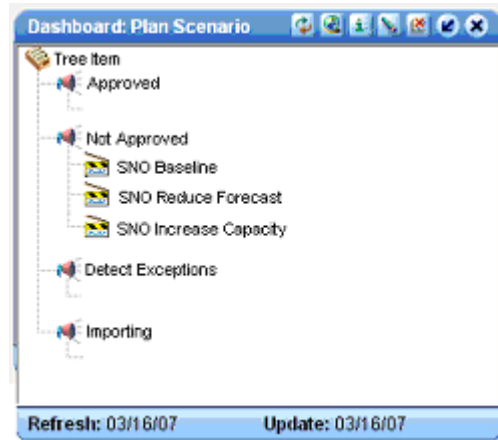 Dashboard: Plan Scenario
Tree Item
Approved
Not Approved
SNO Baseline
SNO Reduce Forecast
SNO Increase Capacity
Detect Exceptions
Importing
Refresh: 03/16/07 Update: 03/16/07